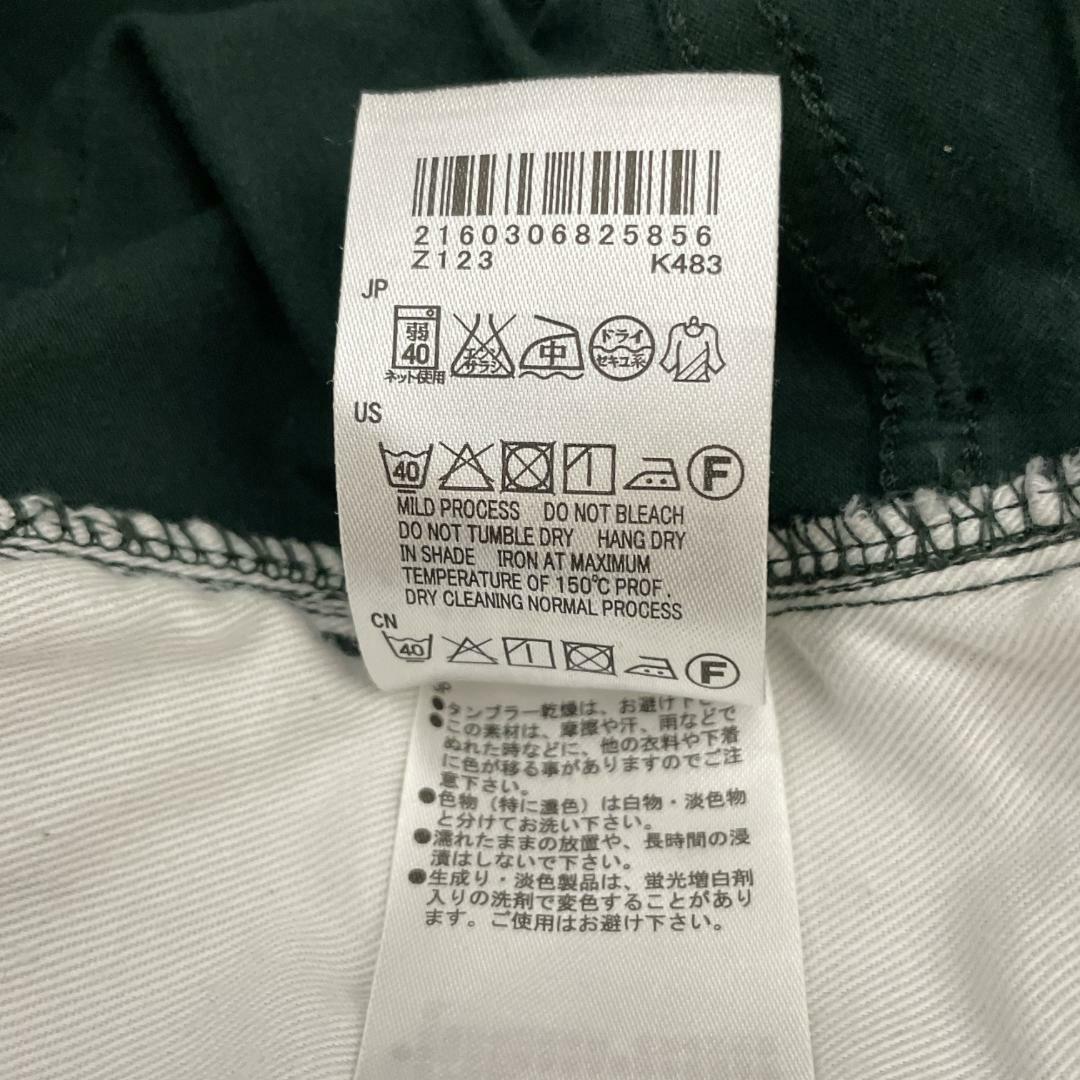 2160306825856
Z123 K483
JP
弱
40
ネット使用
エンソ
サラシ
中
ドライ
セキユ系
US
40 F
MILD PROCESS DO NOT BLEACH
DO NOT TUMBLE DRY HANG DRY
IN SHADE IRON AT MAXIMUM
TEMPERATURE OF 150℃ PROF.
DRY CLEANING NORMAL PROCESS
CN
40 F
JP
●タンブラー乾燥は、お避け下
●この素材は、摩擦や汗、雨などで
ぬれた時などに、他の衣料や下着
に色が移る事がありますのでご注
意下さい。
●色物（特に濃色）は白物・淡色物
と分けてお洗い下さい。
●濡れたままの放置や、長時間の浸
漬はしないで下さい。
●生成り・淡色製品は、蛍光増白剤
入りの洗剤で変色することがあり
ます。ご使用はお避け下さい。